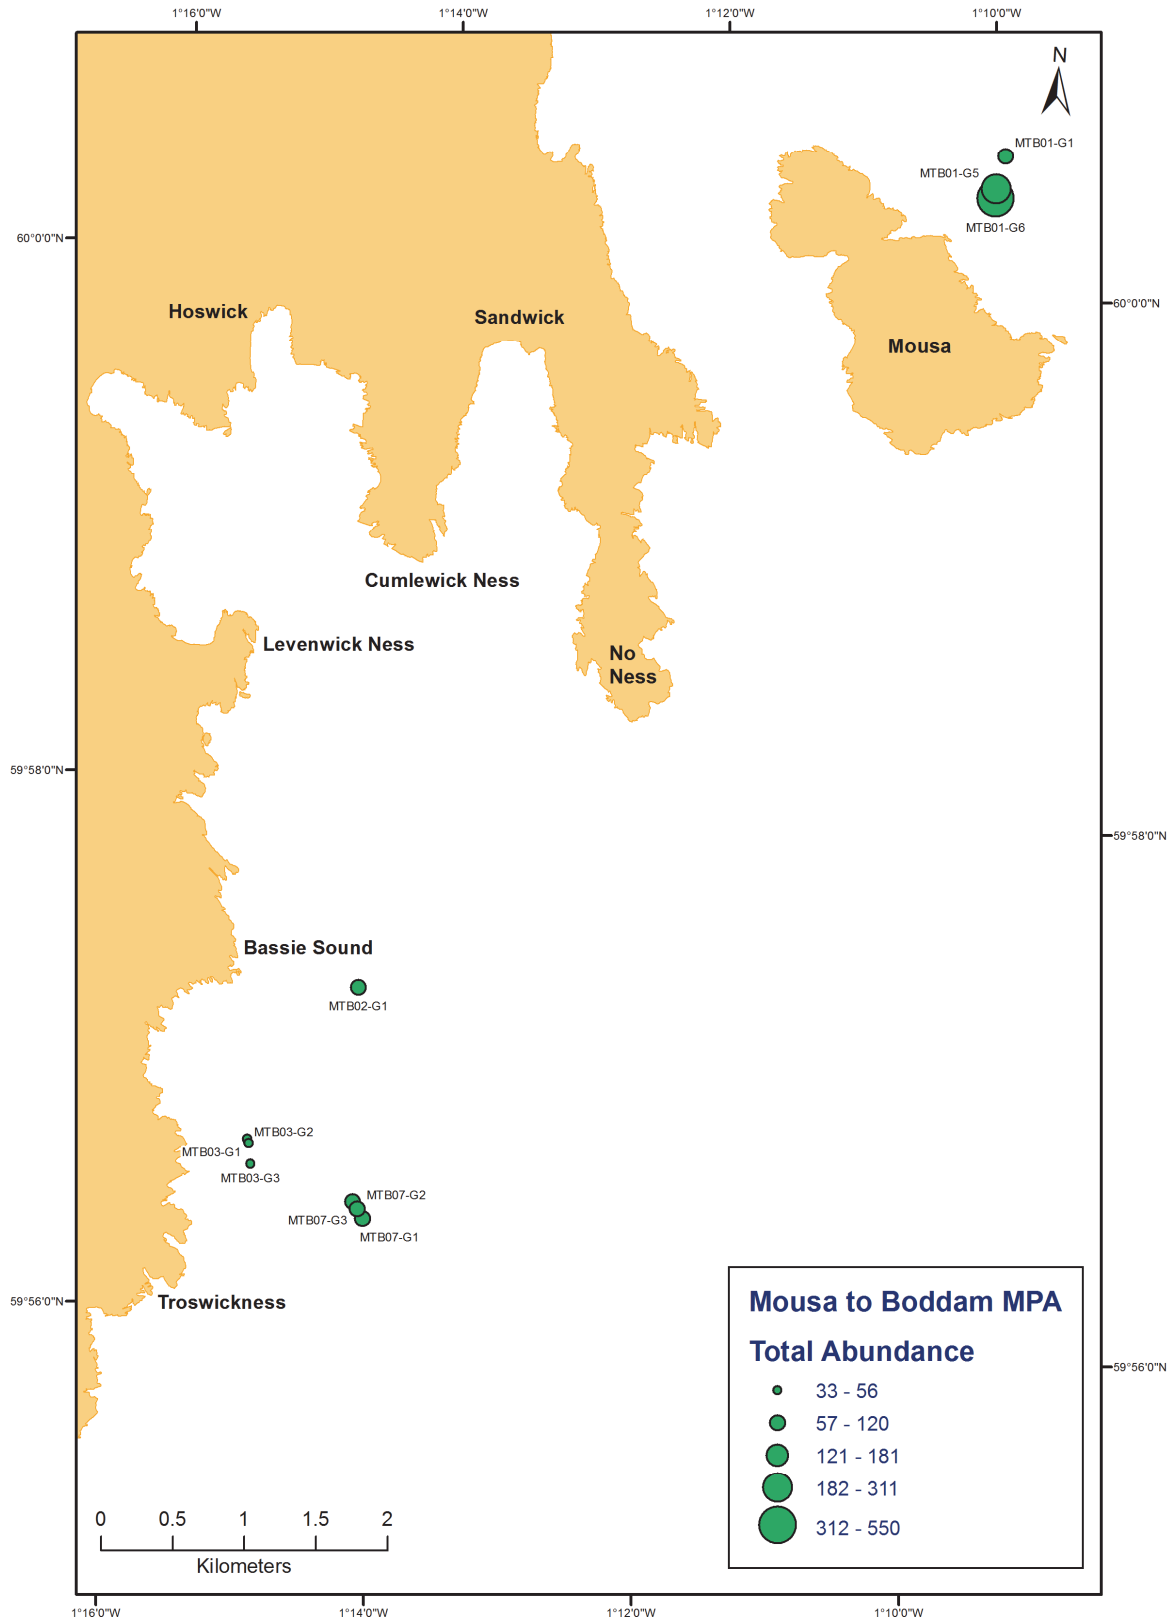 1°16'0"W
1°14'0"W
1°12'0"W
1°10'0"W
N
MTB01-G1
MTB01-G5
MTB01-G6
60°0'0"N
60°0'0"N
Hoswick
Sandwick
Mousa
Cumlewick Ness
Levenwick Ness
No
Ness
59°58'0"N
59°58'0"N
Bassie Sound
MTB02-G1
MTB03-G2
MTB03-G1
MTB03-G3
MTB07-G2
MTB07-G3
MTB07-G1
59°56'0"N
Troswickness
59°56'0"N
Mousa to Boddam MPA
Total Abundance
33 - 56
57 - 120
121 - 181
182 - 311
312 - 550
0 0.5 1 1.5 2
Kilometers
1°16'0"W
1°14'0"W
1°12'0"W
1°10'0"W